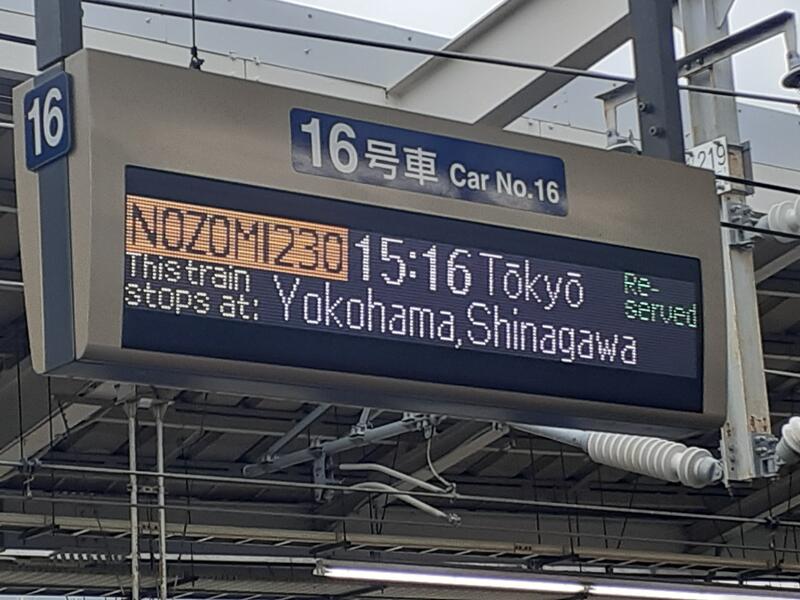 16
16号車 Car No.16
219
NOZOMI230 15:16 Tōkyō Re-served
This train stops at: Yokohama,Shinagawa